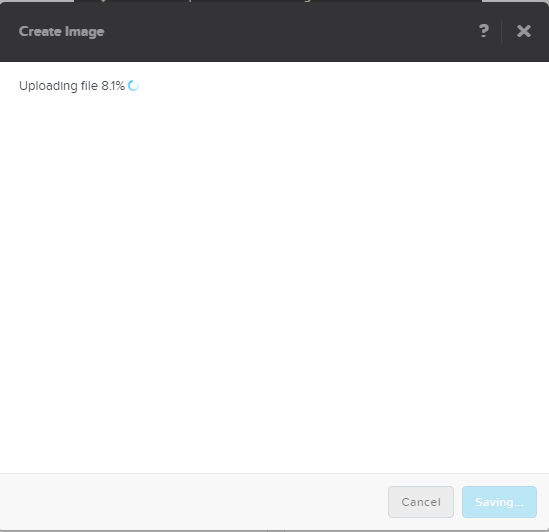 Create Image
?
Uploading file 8.1%
Cancel
Saving...